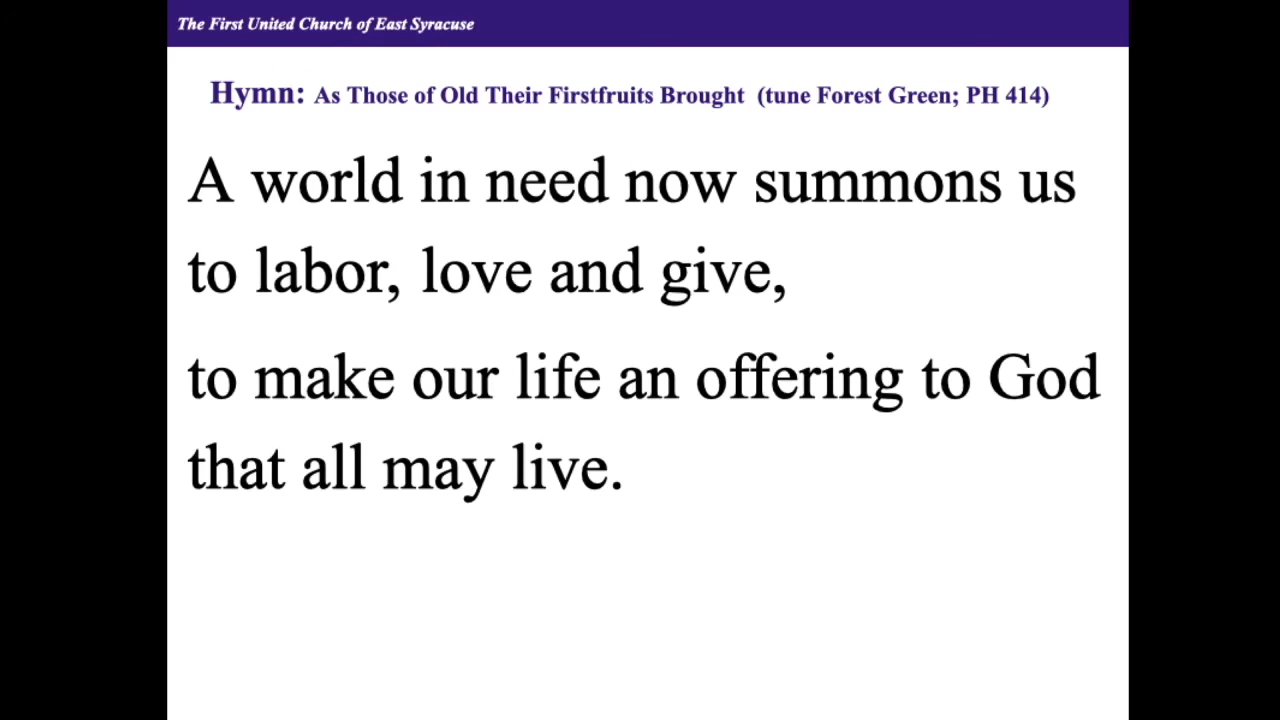 The First United Church of East Syracuse
Hymn: As Those of Old Their Firstfruits Brought (tune Forest Green; PH 414)
A world in need now summons us
to labor, love and give,
to make our life an offering to God
that all may live.